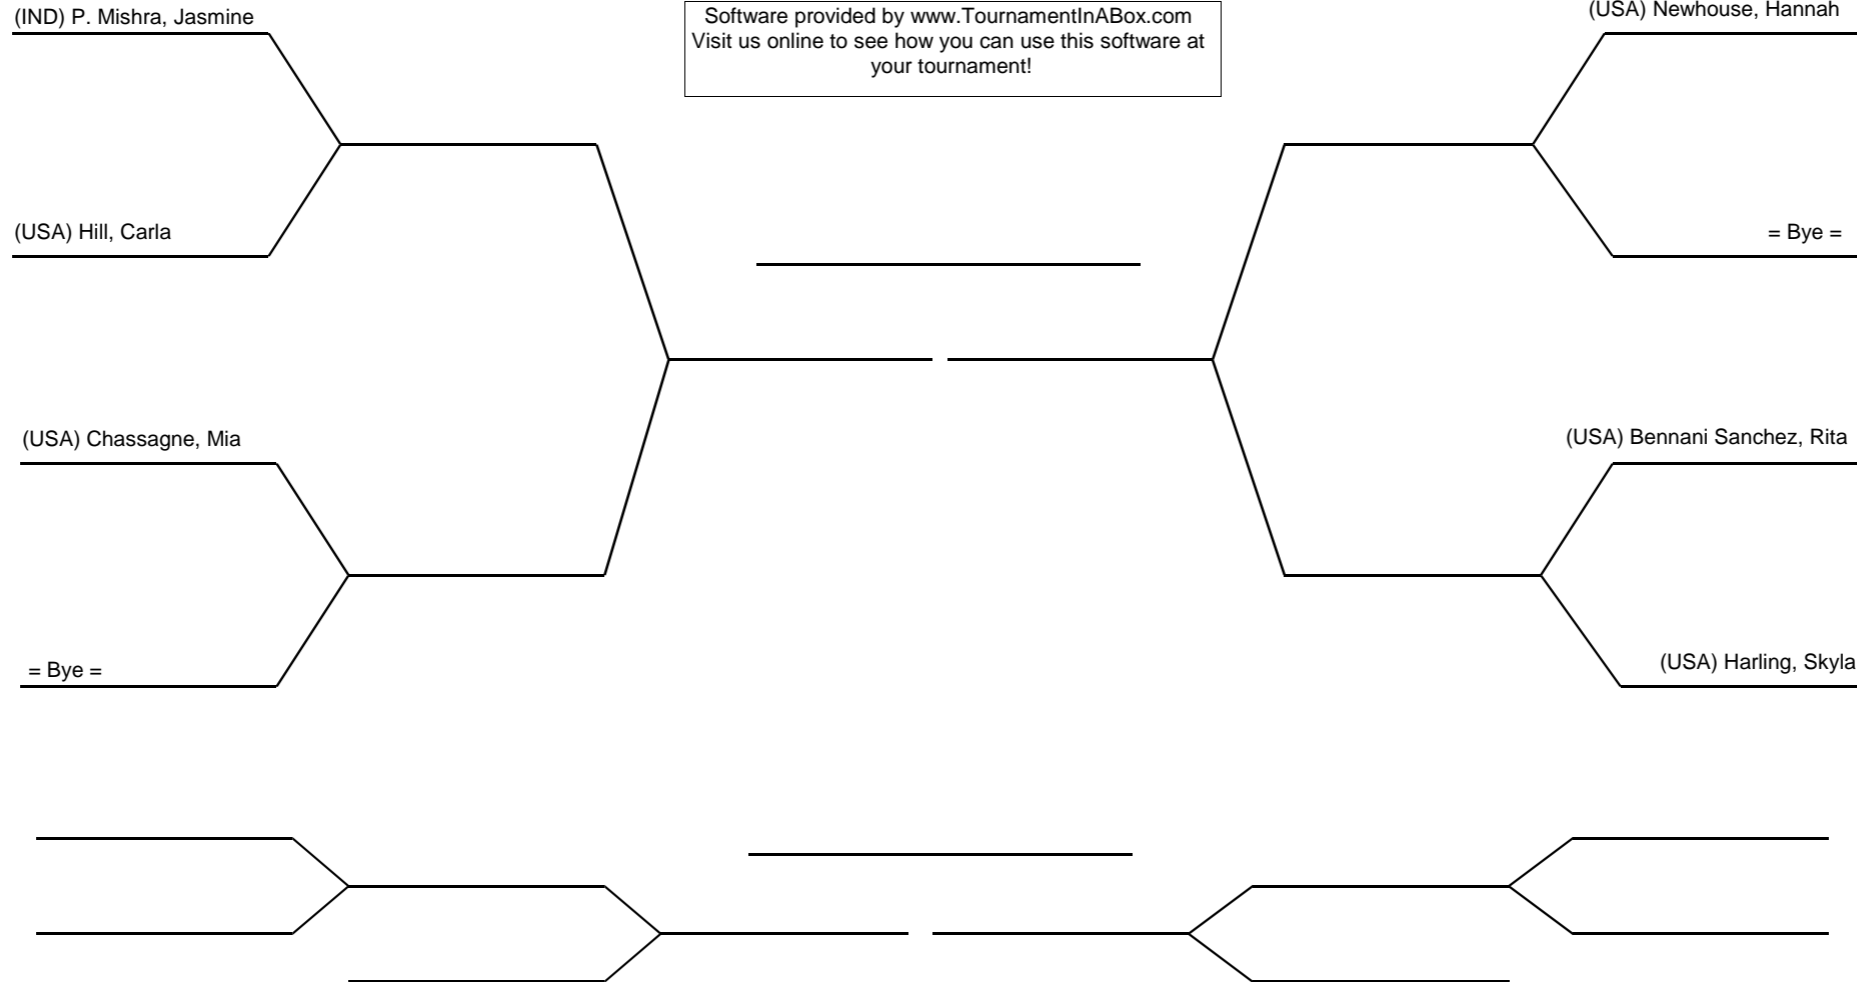 (IND) P. Mishra, Jasmine
Software provided by www.TournamentInABox.com
Visit us online to see how you can use this software at
your tournament!
(USA) Newhouse, Hannah
(USA) Hill, Carla
= Bye =
(USA) Chassagne, Mia
(USA) Bennani Sanchez, Rita
= Bye =
(USA) Harling, Skyla